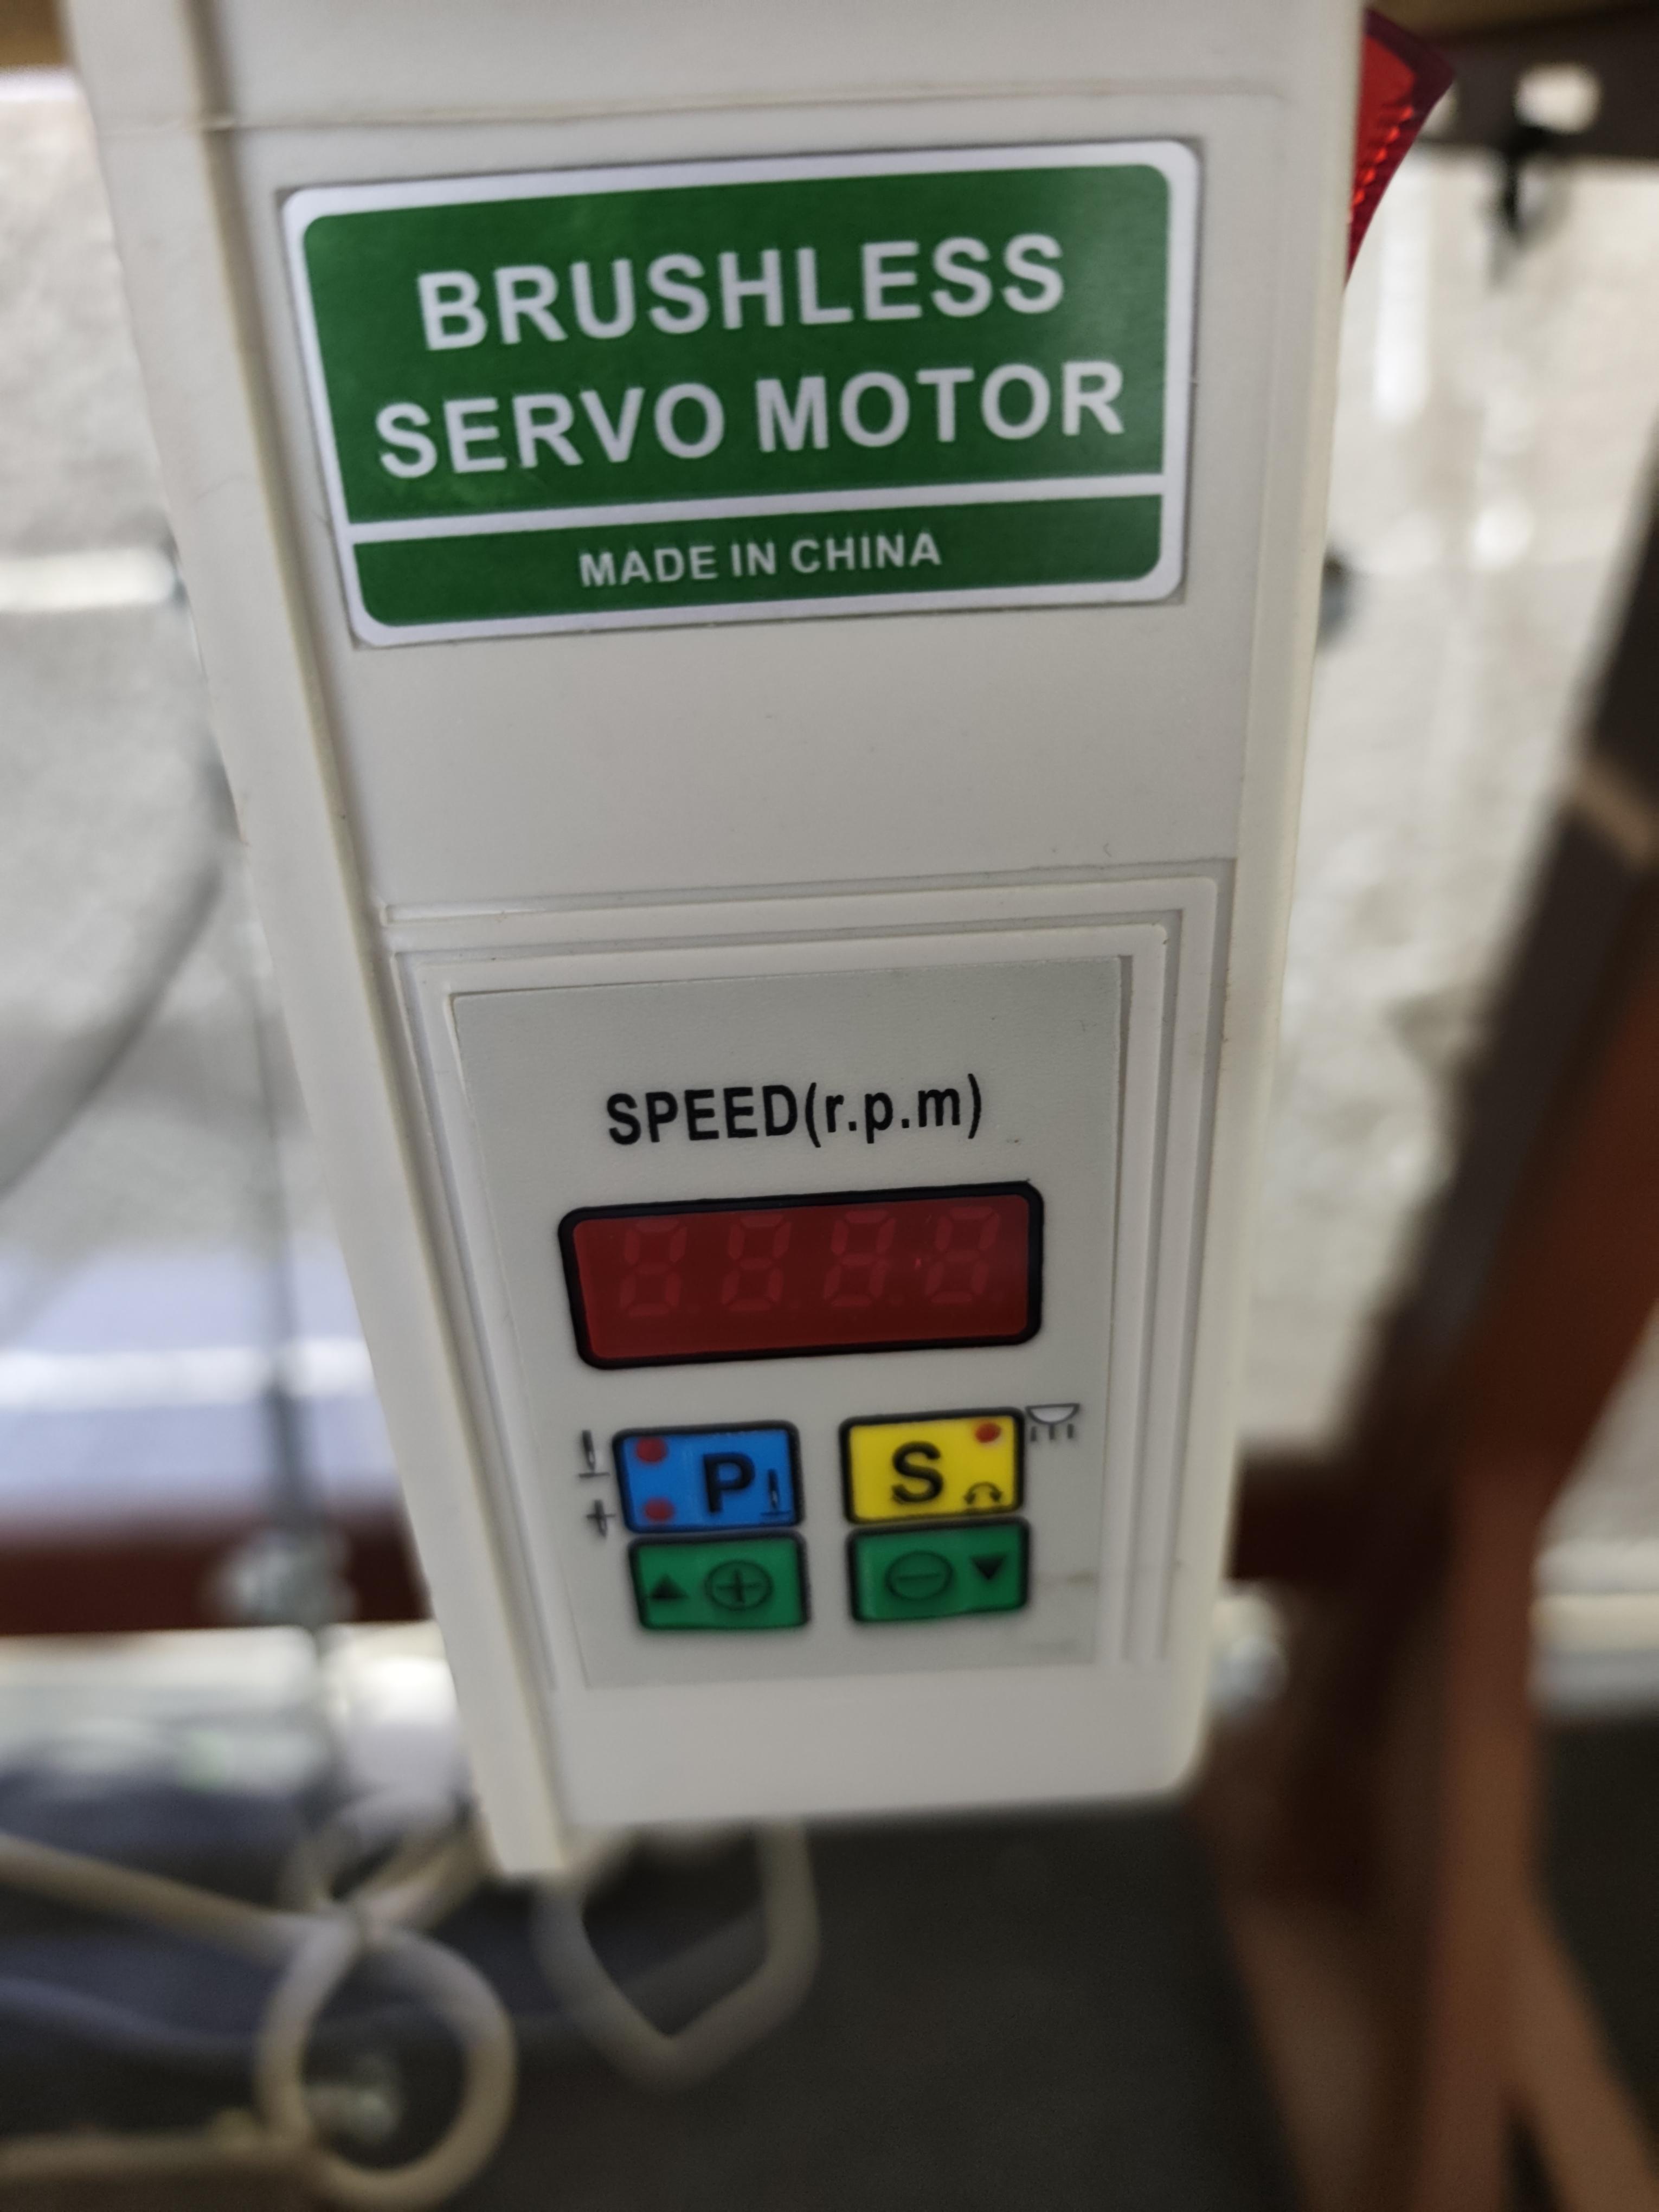 BRUSHLESS
SERVO MOTOR
MADE IN CHINA
SPEED(r.p.m)
P S